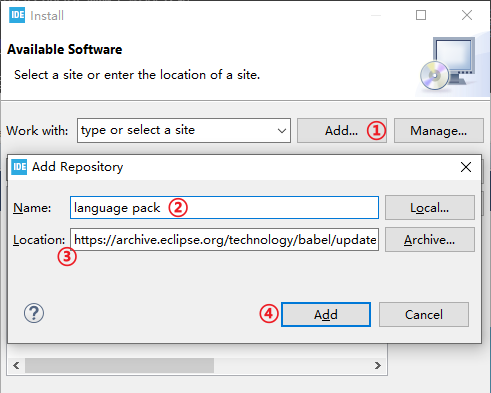 IDE Install
Available Software
Select a site or enter the location of a site.
Work with: type or select a site Add... ① Manage...
IDE Add Repository
Name: language pack ② Local...
Location: https://archive.eclipse.org/technology/babel/update Archive...
③
? ④ Add Cancel